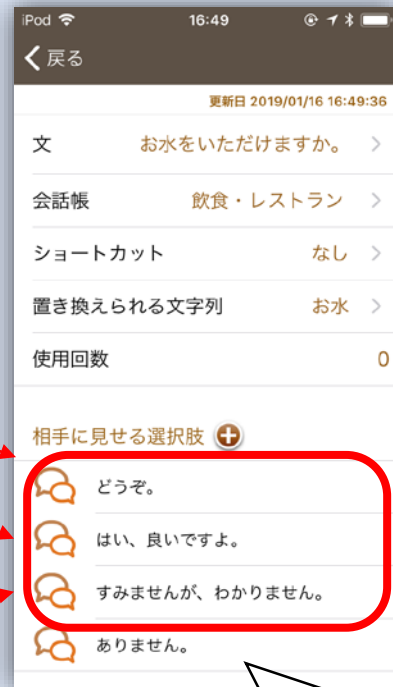 iPod 16:49
戻る
更新日 2019/01/16 16:49:36
文 お水をいただけますか。
会話帳 飲食・レストラン
ショートカット なし
置き換えられる文字列 お水
使用回数 0
相手に見せる選択肢
どうぞ。
はい、良いですよ。
すみませんが、わかりません。
ありません。